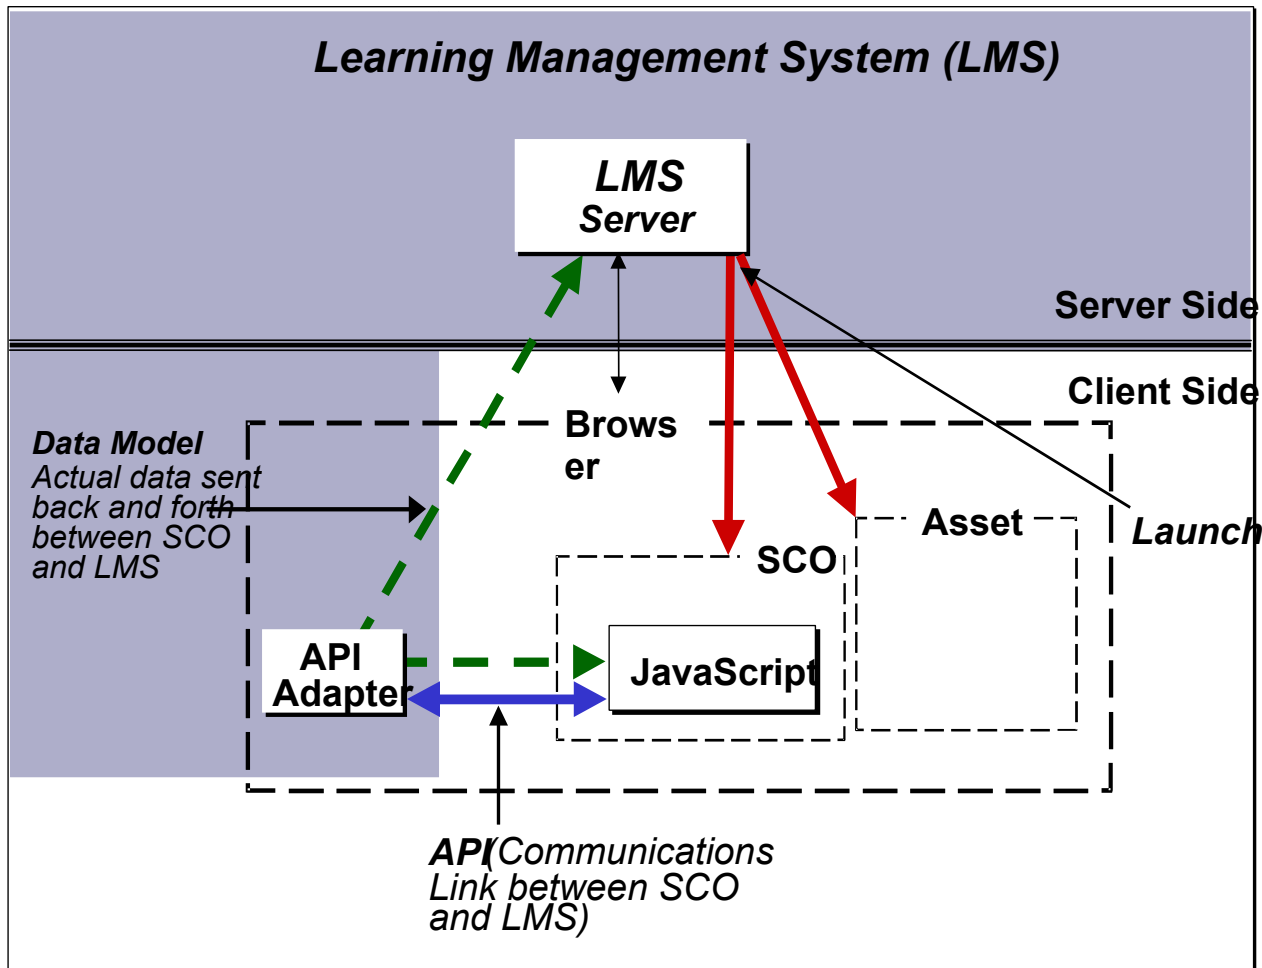 Learning Management System (LMS)
LMS
Server
Server Side
Client Side
Brows
er
Data Model
Actual data sent
back and forth
between SCO
and LMS
Asset
Launch
SCO
API
Adapter
JavaScript
API(Communications
Link between SCO
and LMS)